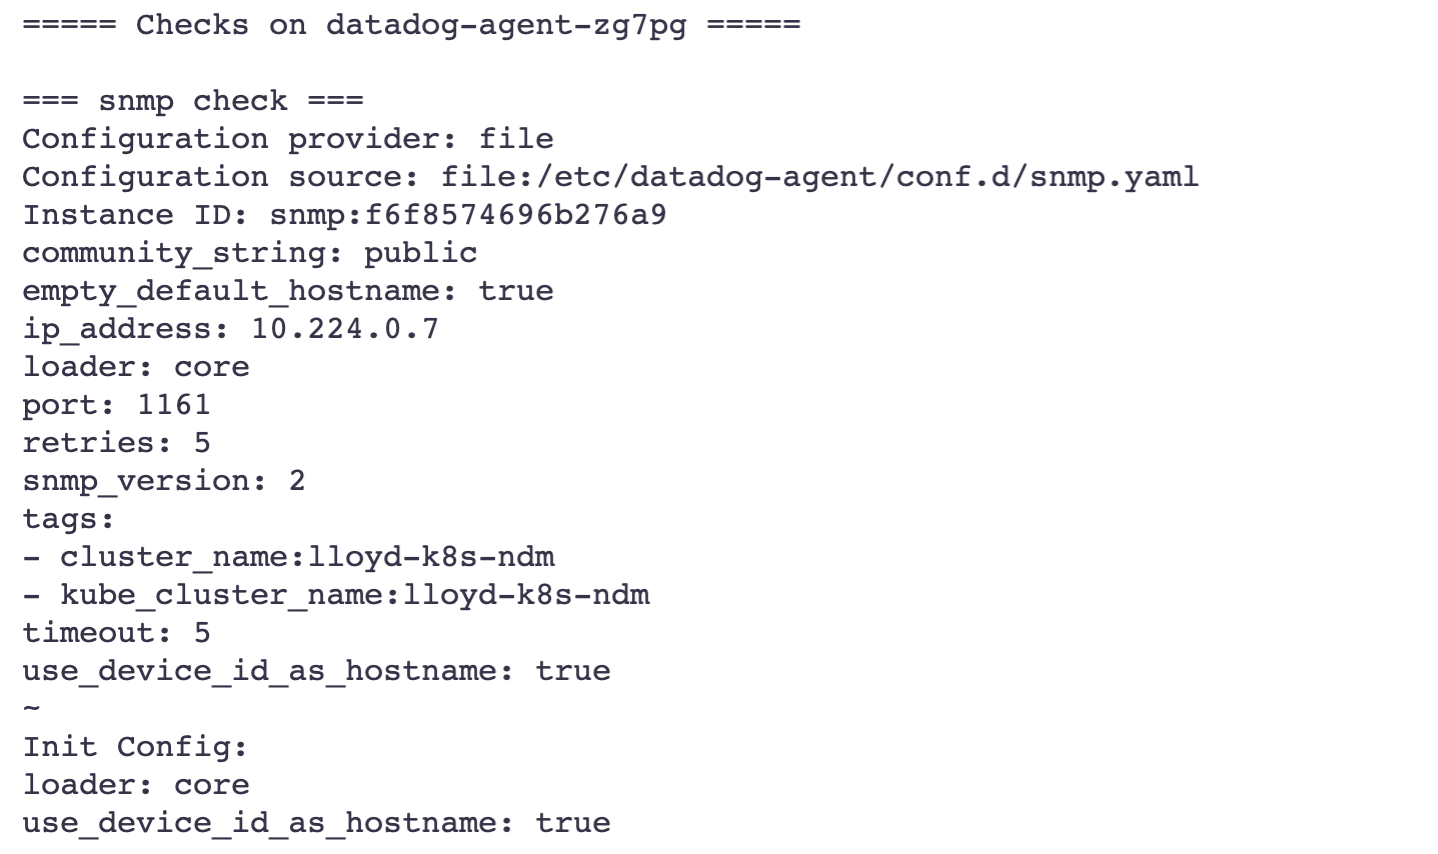 ===== Checks on datadog-agent-zg7pg =====
=== snmp check ===
Configuration provider: file
Configuration source: file:/etc/datadog-agent/conf.d/snmp.yaml
Instance ID: snmp:f6f8574696b276a9
community_string: public
empty_default_hostname: true
ip_address: 10.224.0.7
loader: core
port: 1161
retries: 5
snmp_version: 2
tags:
- cluster_name:lloyd-k8s-ndm
- kube_cluster_name:lloyd-k8s-ndm
timeout: 5
use_device_id_as_hostname: true
~
Init Config:
loader: core
use_device_id_as_hostname: true